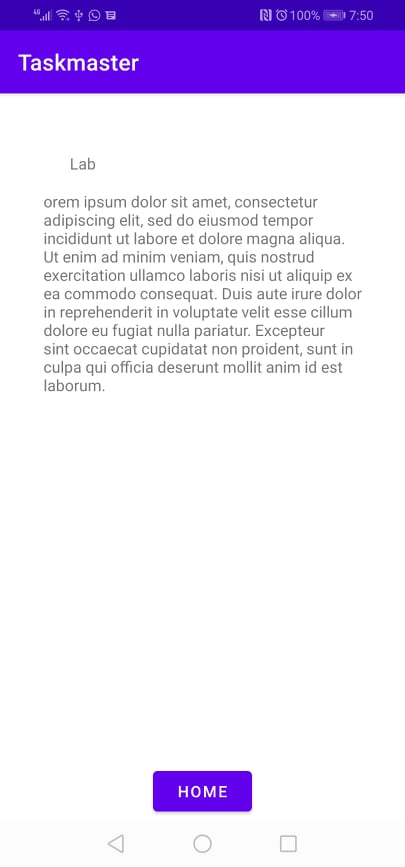 4G 100% 7:50
Taskmaster
Lab
orem ipsum dolor sit amet, consectetur
adipiscing elit, sed do eiusmod tempor
incididunt ut labore et dolore magna aliqua.
Ut enim ad minim veniam, quis nostrud
exercitation ullamco laboris nisi ut aliquip ex
ea commodo consequat. Duis aute irure dolor
in reprehenderit in voluptate velit esse cillum
dolore eu fugiat nulla pariatur. Excepteur
sint occaecat cupidatat non proident, sunt in
culpa qui officia deserunt mollit anim id est
laborum.
HOME